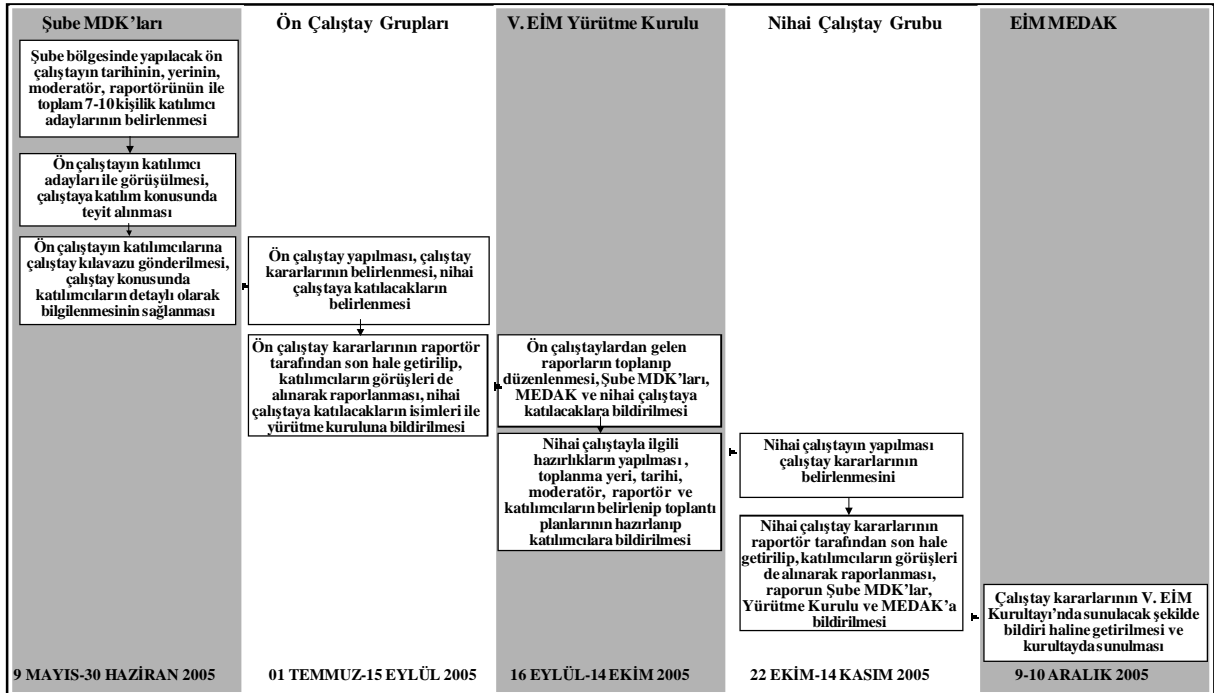 Şube MDK'ları
Ön Çalıştay Grupları
V. EİM Yürütme Kurulu
Nihai Çalıştay Grubu
EİM MEDAK
Şube bölgesinde yapılacak ön
çalıştayın tarihinin, yerinin,
moderatör, raportörünün ile
toplam 7-10 kişilik katılımcı
adaylarının belirlenmesi
Ön çalıştayın katılımcı
adayları ile görüşülmesi,
çalıştaya katılım konusunda
teyit alınması
Ön çalıştayın katılımcılarına
çalıştay kılavazu gönderilmesi,
çalıştay konusunda
katılımcıların detaylı olarak
bilgilenmesinin sağlanması
Ön çalıştay yapılması, çalıştay
kararlarının belirlenmesi, nihai
çalıştaya katılacakların
belirlenmesi
Ön çalıştay kararlarının raportör
tarafından son hale getirilip,
katılımcıların görüşleri de
alınarak raporlanması, nihai
çalıştaya katılacakların isimleri ile
yürütme kuruluna bildirilmesi
Ön çalıştaylardan gelen
raporların toplanıp
düzenlenmesi, Şube MDK'ları,
MEDAK ve nihai çalıştaya
katılacaklara bildirilmesi
Nihai çalıştayla ilgili
hazırlıkların yapılması ,
toplanma yeri, tarihi,
moderatör, raportör ve
katılımcıların belirlenip toplantı
planlarının hazırlanıp
katılımcılara bildirilmesi
Nihai çalıştayın yapılması
çalıştay kararlarının
belirlenmesini
Nihai çalıştay kararlarının
raportör tarafından son hale
getirilip, katılımcıların görüşleri
de alınarak raporlanması,
raporun Şube MDK'lar,
Yürütme Kurulu ve MEDAK'a
bildirilmesi
Çalıştay kararlarının V. EİM
Kurultayı'nda sunulacak şekilde
bildiri haline getirilmesi ve
kurultayda sunulması
9 MAYIS-30 HAZİRAN 2005
01 TEMMUZ-15 EYLÜL 2005
16 EYLÜL-14 EKİM 2005
22 EKİM-14 KASIM 2005
9-10 ARALIK 2005